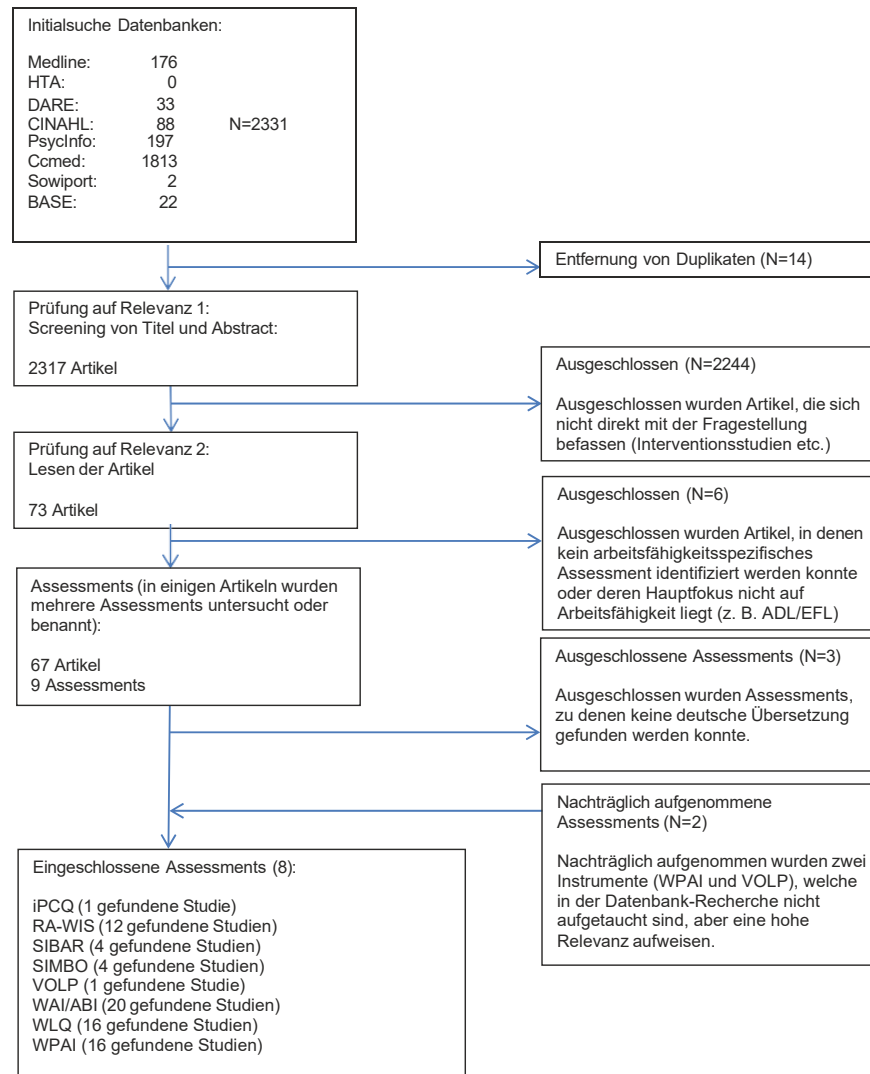 Initialsuche Datenbanken:
Medline: 176
HTA: 0
DARE: 33
CINAHL: 88 N=2331
PsycInfo: 197
Ccmed: 1813
Sowiport: 2
BASE: 22
Entfernung von Duplikaten (N=14)
Prüfung auf Relevanz 1:
Screening von Titel und Abstract:
2317 Artikel
Ausgeschlossen (N=2244)
Ausgeschlossen wurden Artikel, die sich
nicht direkt mit der Fragestellung
befassen (Interventionsstudien etc.)
Prüfung auf Relevanz 2:
Lesen der Artikel
73 Artikel
Ausgeschlossen (N=6)
Ausgeschlossen wurden Artikel, in denen
kein arbeitsfähigkeitsspezifisches
Assessment identifiziert werden konnte
oder deren Hauptfokus nicht auf
Arbeitsfähigkeit liegt (z. B. ADL/EFL)
Assessments (in einigen Artikeln wurden
mehrere Assessments untersucht oder
benannt):
67 Artikel
9 Assessments
Ausgeschlossene Assessments (N=3)
Ausgeschlossen wurden Assessments,
zu denen keine deutsche Übersetzung
gefunden werden konnte.
Nachträglich aufgenommene
Assessments (N=2)
Nachträglich aufgenommen wurden zwei
Instrumente (WPAI und VOLP), welche
in der Datenbank-Recherche nicht
aufgetaucht sind, aber eine hohe
Relevanz aufweisen.
Eingeschlossene Assessments (8):
iPCQ (1 gefundene Studie)
RA-WIS (12 gefundene Studien)
SIBAR (4 gefundene Studien)
SIMBO (4 gefundene Studien)
VOLP (1 gefundene Studie)
WAI/ABI (20 gefundene Studien)
WLQ (16 gefundene Studien)
WPAI (16 gefundene Studien)